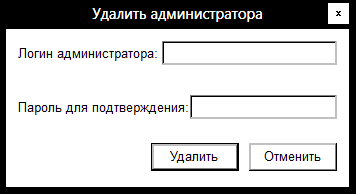 Удалить администратора
x
Логин администратора:
Пароль для подтверждения:
Удалить Отменить